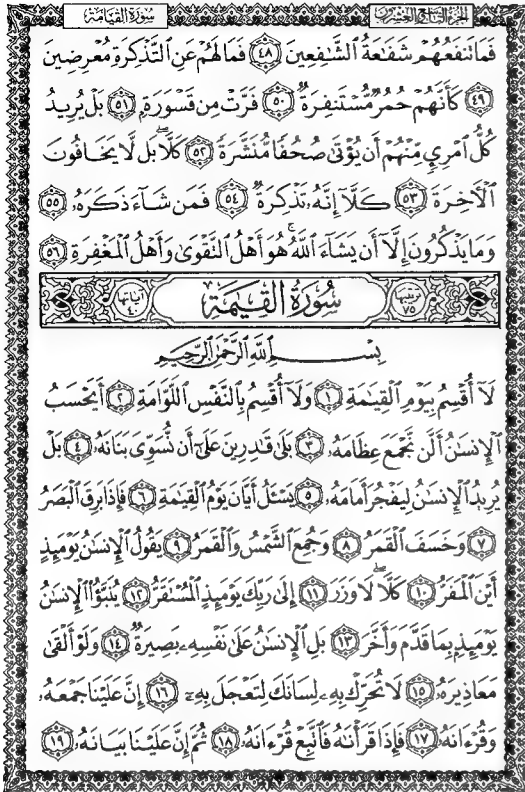 سورة القيامة
الجزء التاسع والعشرون
فَمَا تَنفَعُهُمْ شَفَٰعَةُ ٱلشَّٰفِعِينَ ٤٨ فَمَا لَهُمْ عَنِ ٱلتَّذْكِرَةِ مُعْرِضِينَ
٤٩ كَأَنَّهُمْ حُمُرٌ مُّسْتَنفِرَةٌ ٥٠ فَرَّتْ مِن قَسْوَرَةٍ ٥١ بَلْ يُرِيدُ
كُلُّ ٱمْرِئٍ مِّنْهُمْ أَن يُؤْتَىٰ صُحُفًا مُّنَشَّرَةً ٥٢ كَلَّا ۖ بَل لَّا يَخَافُونَ
ٱلْأَخِرَةَ ٥٣ كَلَّآ إِنَّهُۥ تَذْكِرَةٌ ٥٤ فَمَن شَآءَ ذَكَرَهُۥ ٥٥
وَمَا يَذْكُرُونَ إِلَّآ أَن يَشَآءَ ٱللَّهُ ۚ هُوَ أَهْلُ ٱلتَّقْوَىٰ وَأَهْلُ ٱلْمَغْفِرَةِ ٥٦
ترتيبها ٧٥ سُورَةُ القِيَامَةِ آياتها ٤٠
بِسْمِ ٱللَّهِ ٱلرَّحْمَٰنِ ٱلرَّحِيمِ
لَآ أُقْسِمُ بِيَوْمِ ٱلْقِيَٰمَةِ ١ وَلَآ أُقْسِمُ بِٱلنَّفْسِ ٱللَّوَّامَةِ ٢ أَيَحْسَبُ
ٱلْإِنسَٰنُ أَلَّن نَّجْمَعَ عِظَامَهُۥ ٣ بَلَىٰ قَٰدِرِينَ عَلَىٰٓ أَن نُّسَوِّىَ بَنَانَهُۥ ٤ بَلْ
يُرِيدُ ٱلْإِنسَٰنُ لِيَفْجُرَ أَمَامَهُۥ ٥ يَسْـَٔلُ أَيَّانَ يَوْمُ ٱلْقِيَٰمَةِ ٦ فَإِذَا بَرِقَ ٱلْبَصَرُ
٧ وَخَسَفَ ٱلْقَمَرُ ٨ وَجُمِعَ ٱلشَّمْسُ وَٱلْقَمَرُ ٩ يَقُولُ ٱلْإِنسَٰنُ يَوْمَئِذٍ
أَيْنَ ٱلْمَفَرُّ ١٠ كَلَّا لَا وَزَرَ ١١ إِلَىٰ رَبِّكَ يَوْمَئِذٍ ٱلْمُسْتَقَرُّ ١٢ يُنَبَّؤُا۟ ٱلْإِنسَٰنُ
يَوْمَئِذٍۭ بِمَا قَدَّمَ وَأَخَّرَ ١٣ بَلِ ٱلْإِنسَٰنُ عَلَىٰ نَفْسِهِۦ بَصِيرَةٌ ١٤ وَلَوْ أَلْقَىٰ
مَعَاذِيرَهُۥ ١٥ لَا تُحَرِّكْ بِهِۦ لِسَانَكَ لِتَعْجَلَ بِهِۦٓ ١٦ إِنَّ عَلَيْنَا جَمْعَهُۥ
وَقُرْءَانَهُۥ ١٧ فَإِذَا قَرَأْنَٰهُ فَٱتَّبِعْ قُرْءَانَهُۥ ١٨ ثُمَّ إِنَّ عَلَيْنَا بَيَانَهُۥ ١٩